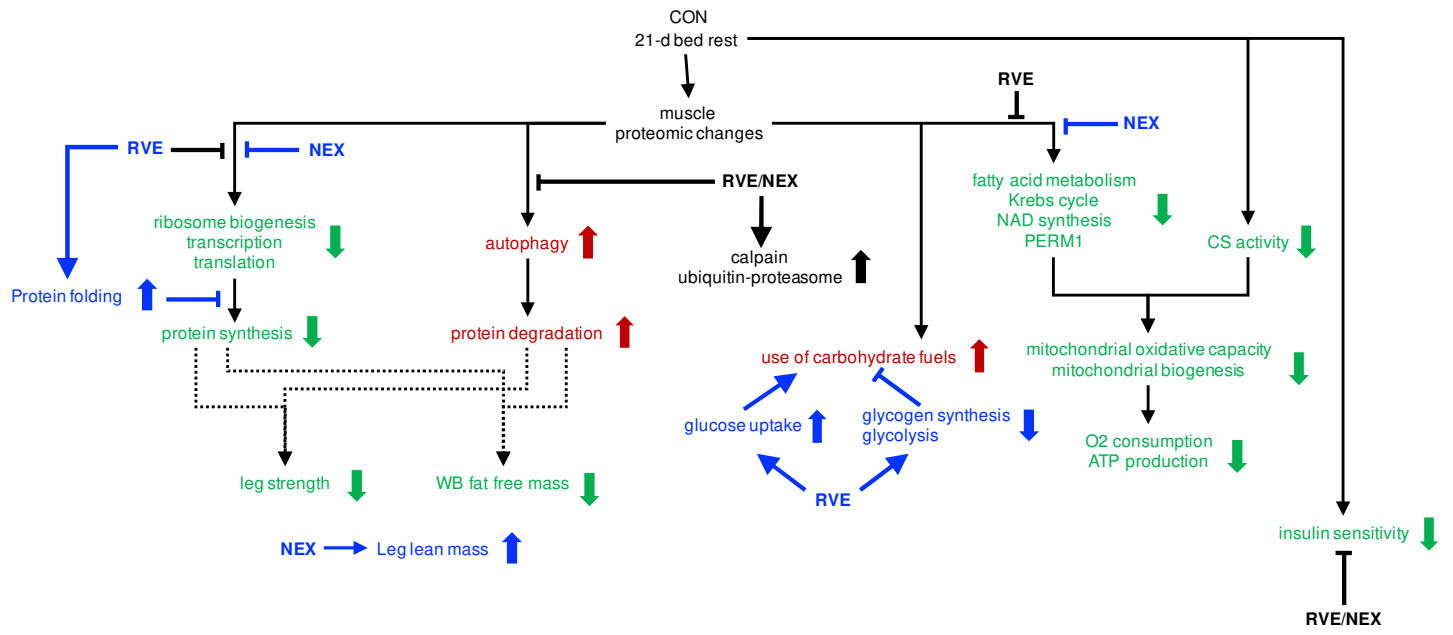 CON
21-d bed rest
RVE
muscle
proteomic changes
RVE
NEX
NEX
RVE/NEX
fatty acid metabolism
Krebs cycle
NAD synthesis
PERM1
ribosome biogenesis
transcription
translation
autophagy
CS activity
calpain
ubiquitin-proteasome
Protein folding
protein synthesis
protein degradation
use of carbohydrate fuels
mitochondrial oxidative capacity
mitochondrial biogenesis
glucose uptake
glycogen synthesis
glycolysis
O2 consumption
ATP production
leg strength
WB fat free mass
RVE
insulin sensitivity
NEX
Leg lean mass
RVE/NEX